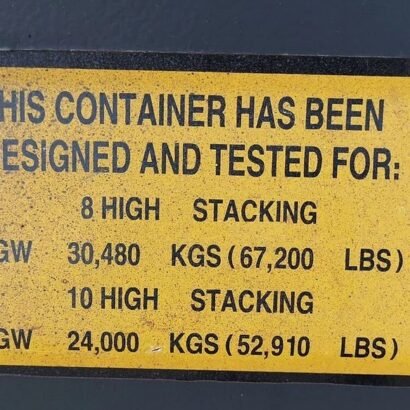 HIS CONTAINER HAS BEEN
ESIGNED AND TESTED FOR:
8 HIGH STACKING
GW 30,480 KGS (67,200 LBS)
10 HIGH STACKING
GW 24,000 KGS (52,910 LBS)